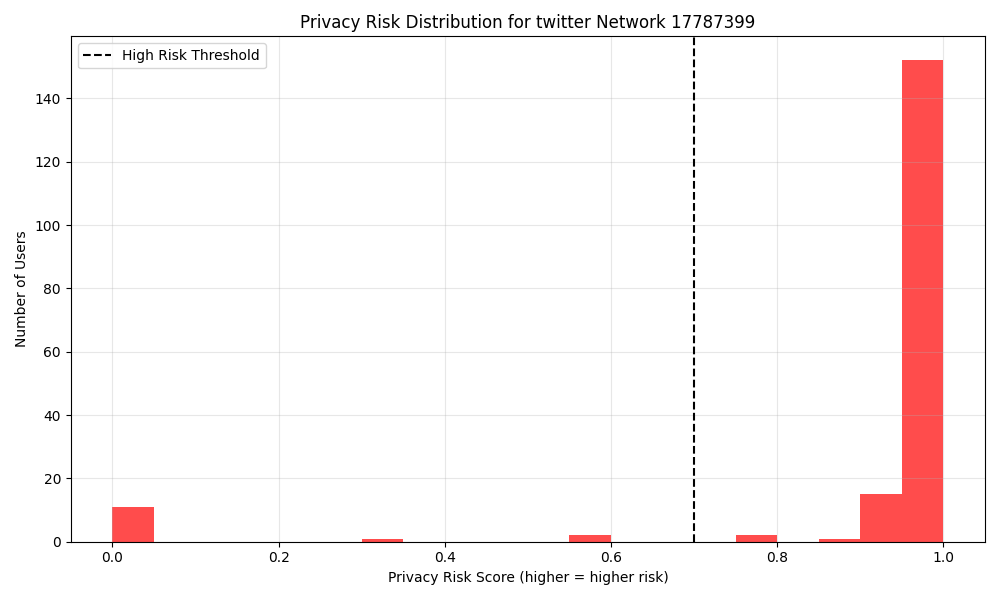 Privacy Risk Distribution for twitter Network 17787399
High Risk Threshold
Number of Users
140
120
100
80
60
40
20
0
0.0 0.2 0.4 0.6 0.8 1.0
Privacy Risk Score (higher = higher risk)